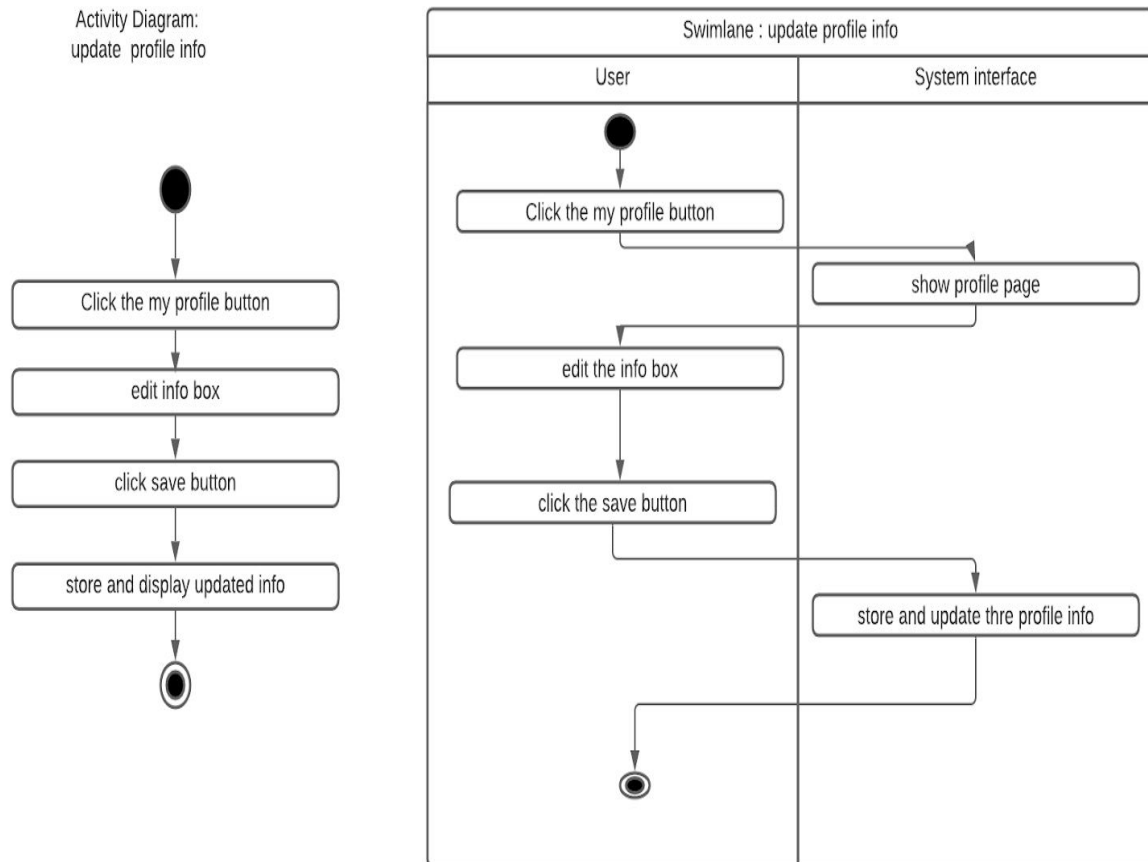 Activity Diagram:
update profile info
Click the my profile button
edit info box
click save button
store and display updated info
Swimlane : update profile info
User
System interface
Click the my profile button
show profile page
edit the info box
click the save button
store and update thre profile info